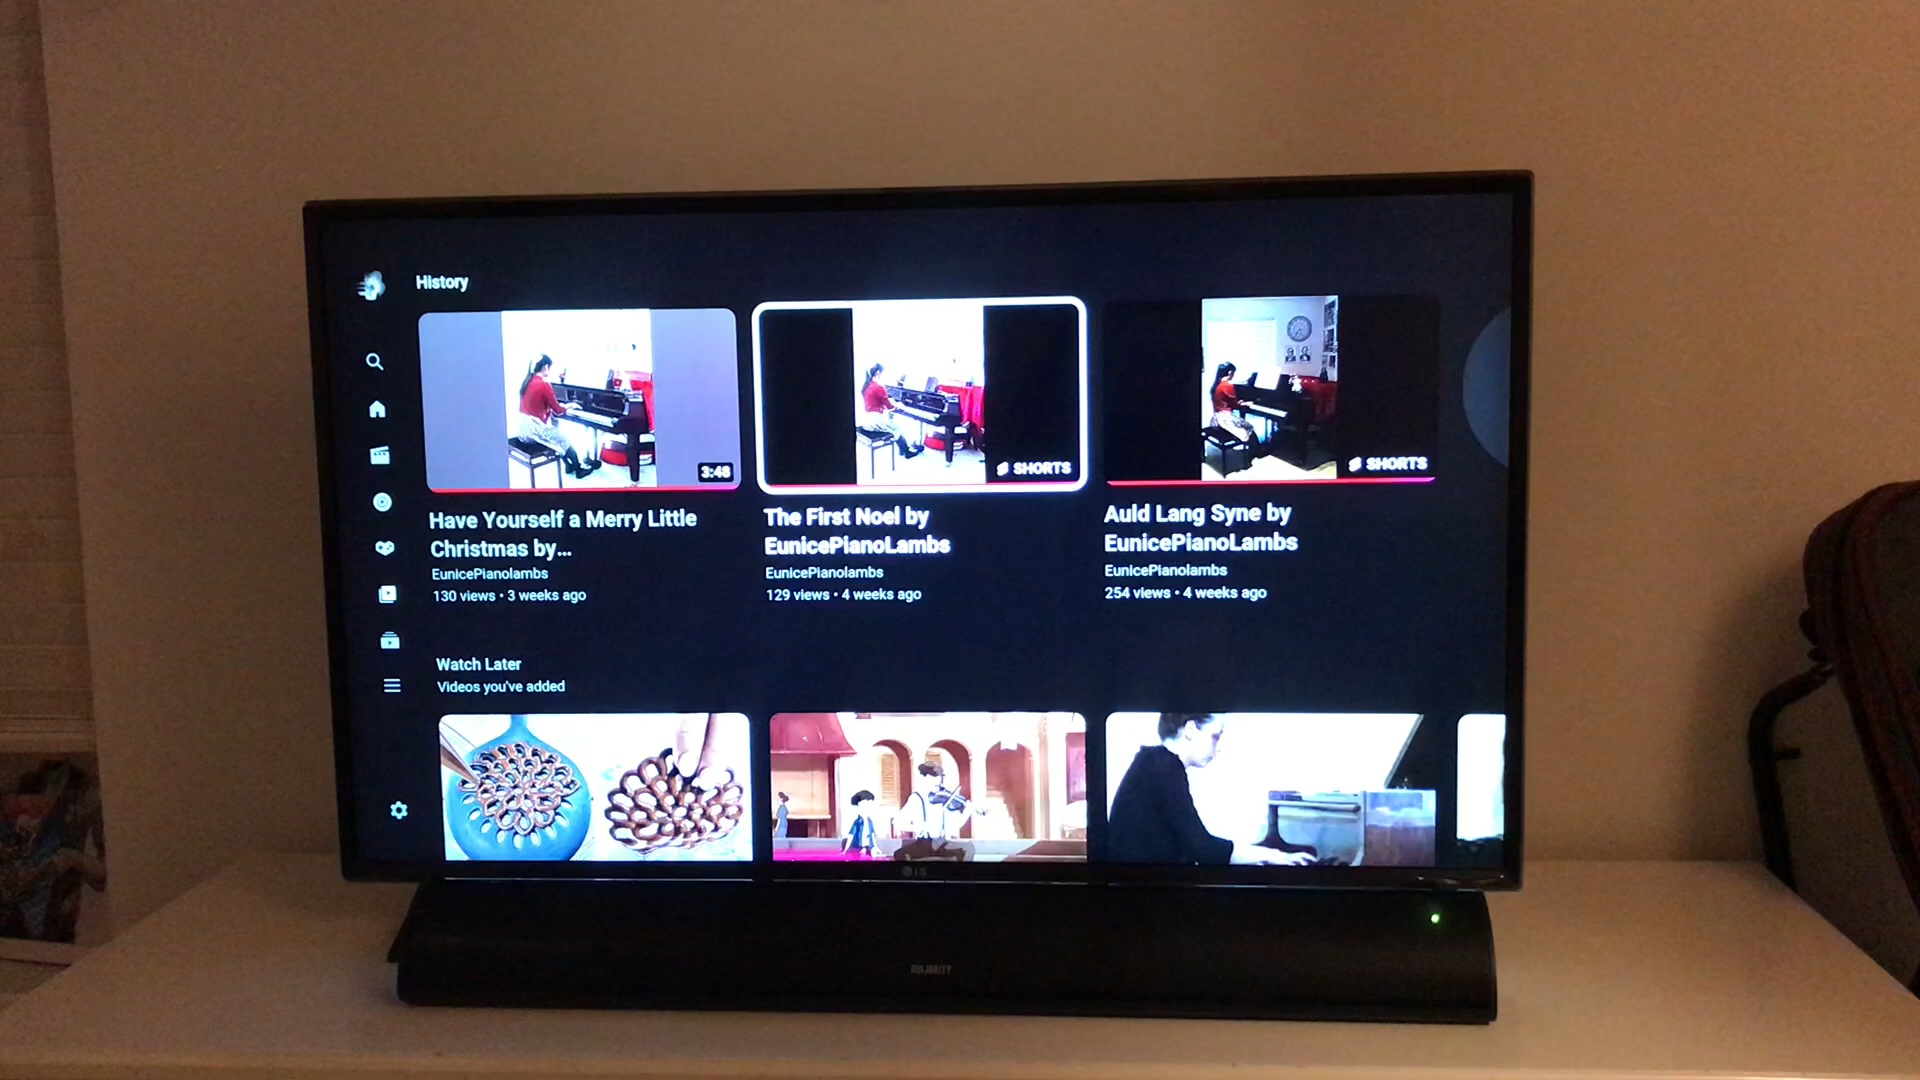 History
3:48
SHORTS
SHORTS
Have Yourself a Merry Little
Christmas by...
EunicePianolambs
130 views • 3 weeks ago
The First Noel by
EunicePianoLambs
EunicePianolambs
129 views • 4 weeks ago
Auld Lang Syne by
EunicePianoLambs
EunicePianolambs
254 views • 4 weeks ago
Watch Later
Videos you've added
LG
MAJORITY